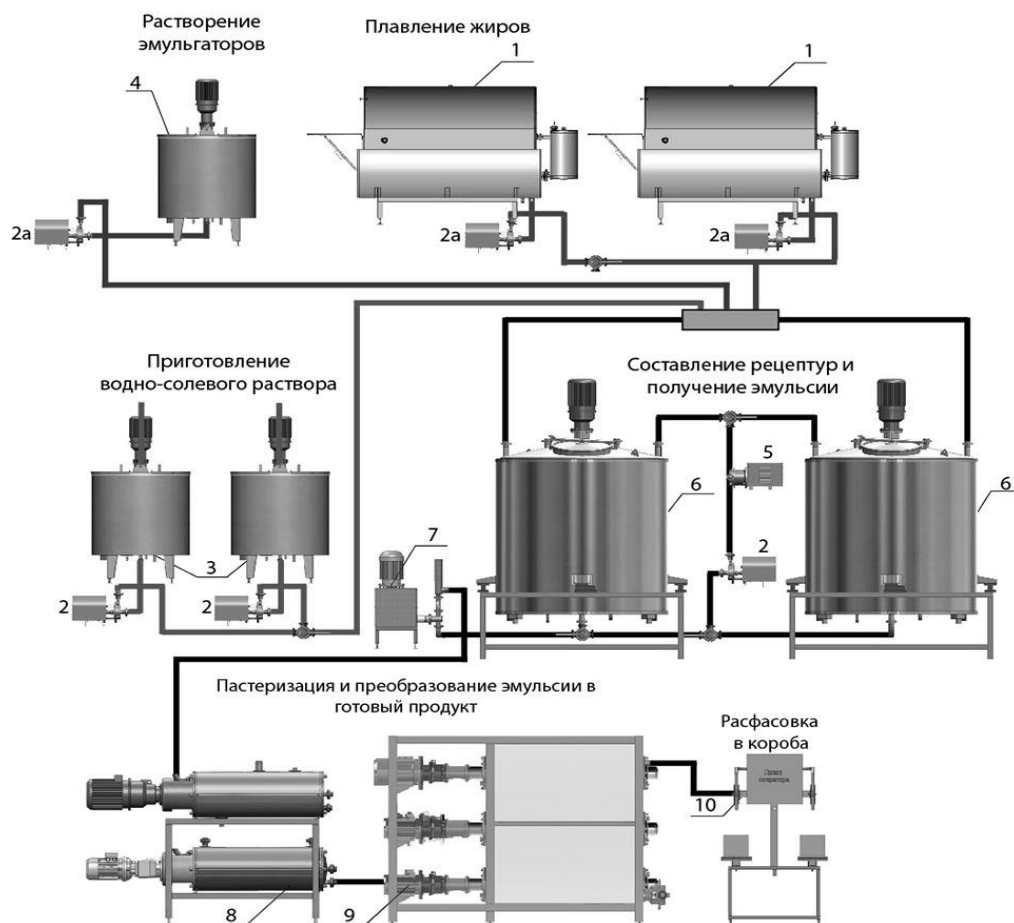 Растворение
эмульгаторов
Плавление жиров
4
1
1
2а
2а
2а
Приготовление
водно-солевого раствора
Составление рецептур и
получение эмульсии
5
6
6
7
2
3
2
2
Пастеризация и преобразование эмульсии в
готовый продукт
Расфасовка
в короба
10
8
9